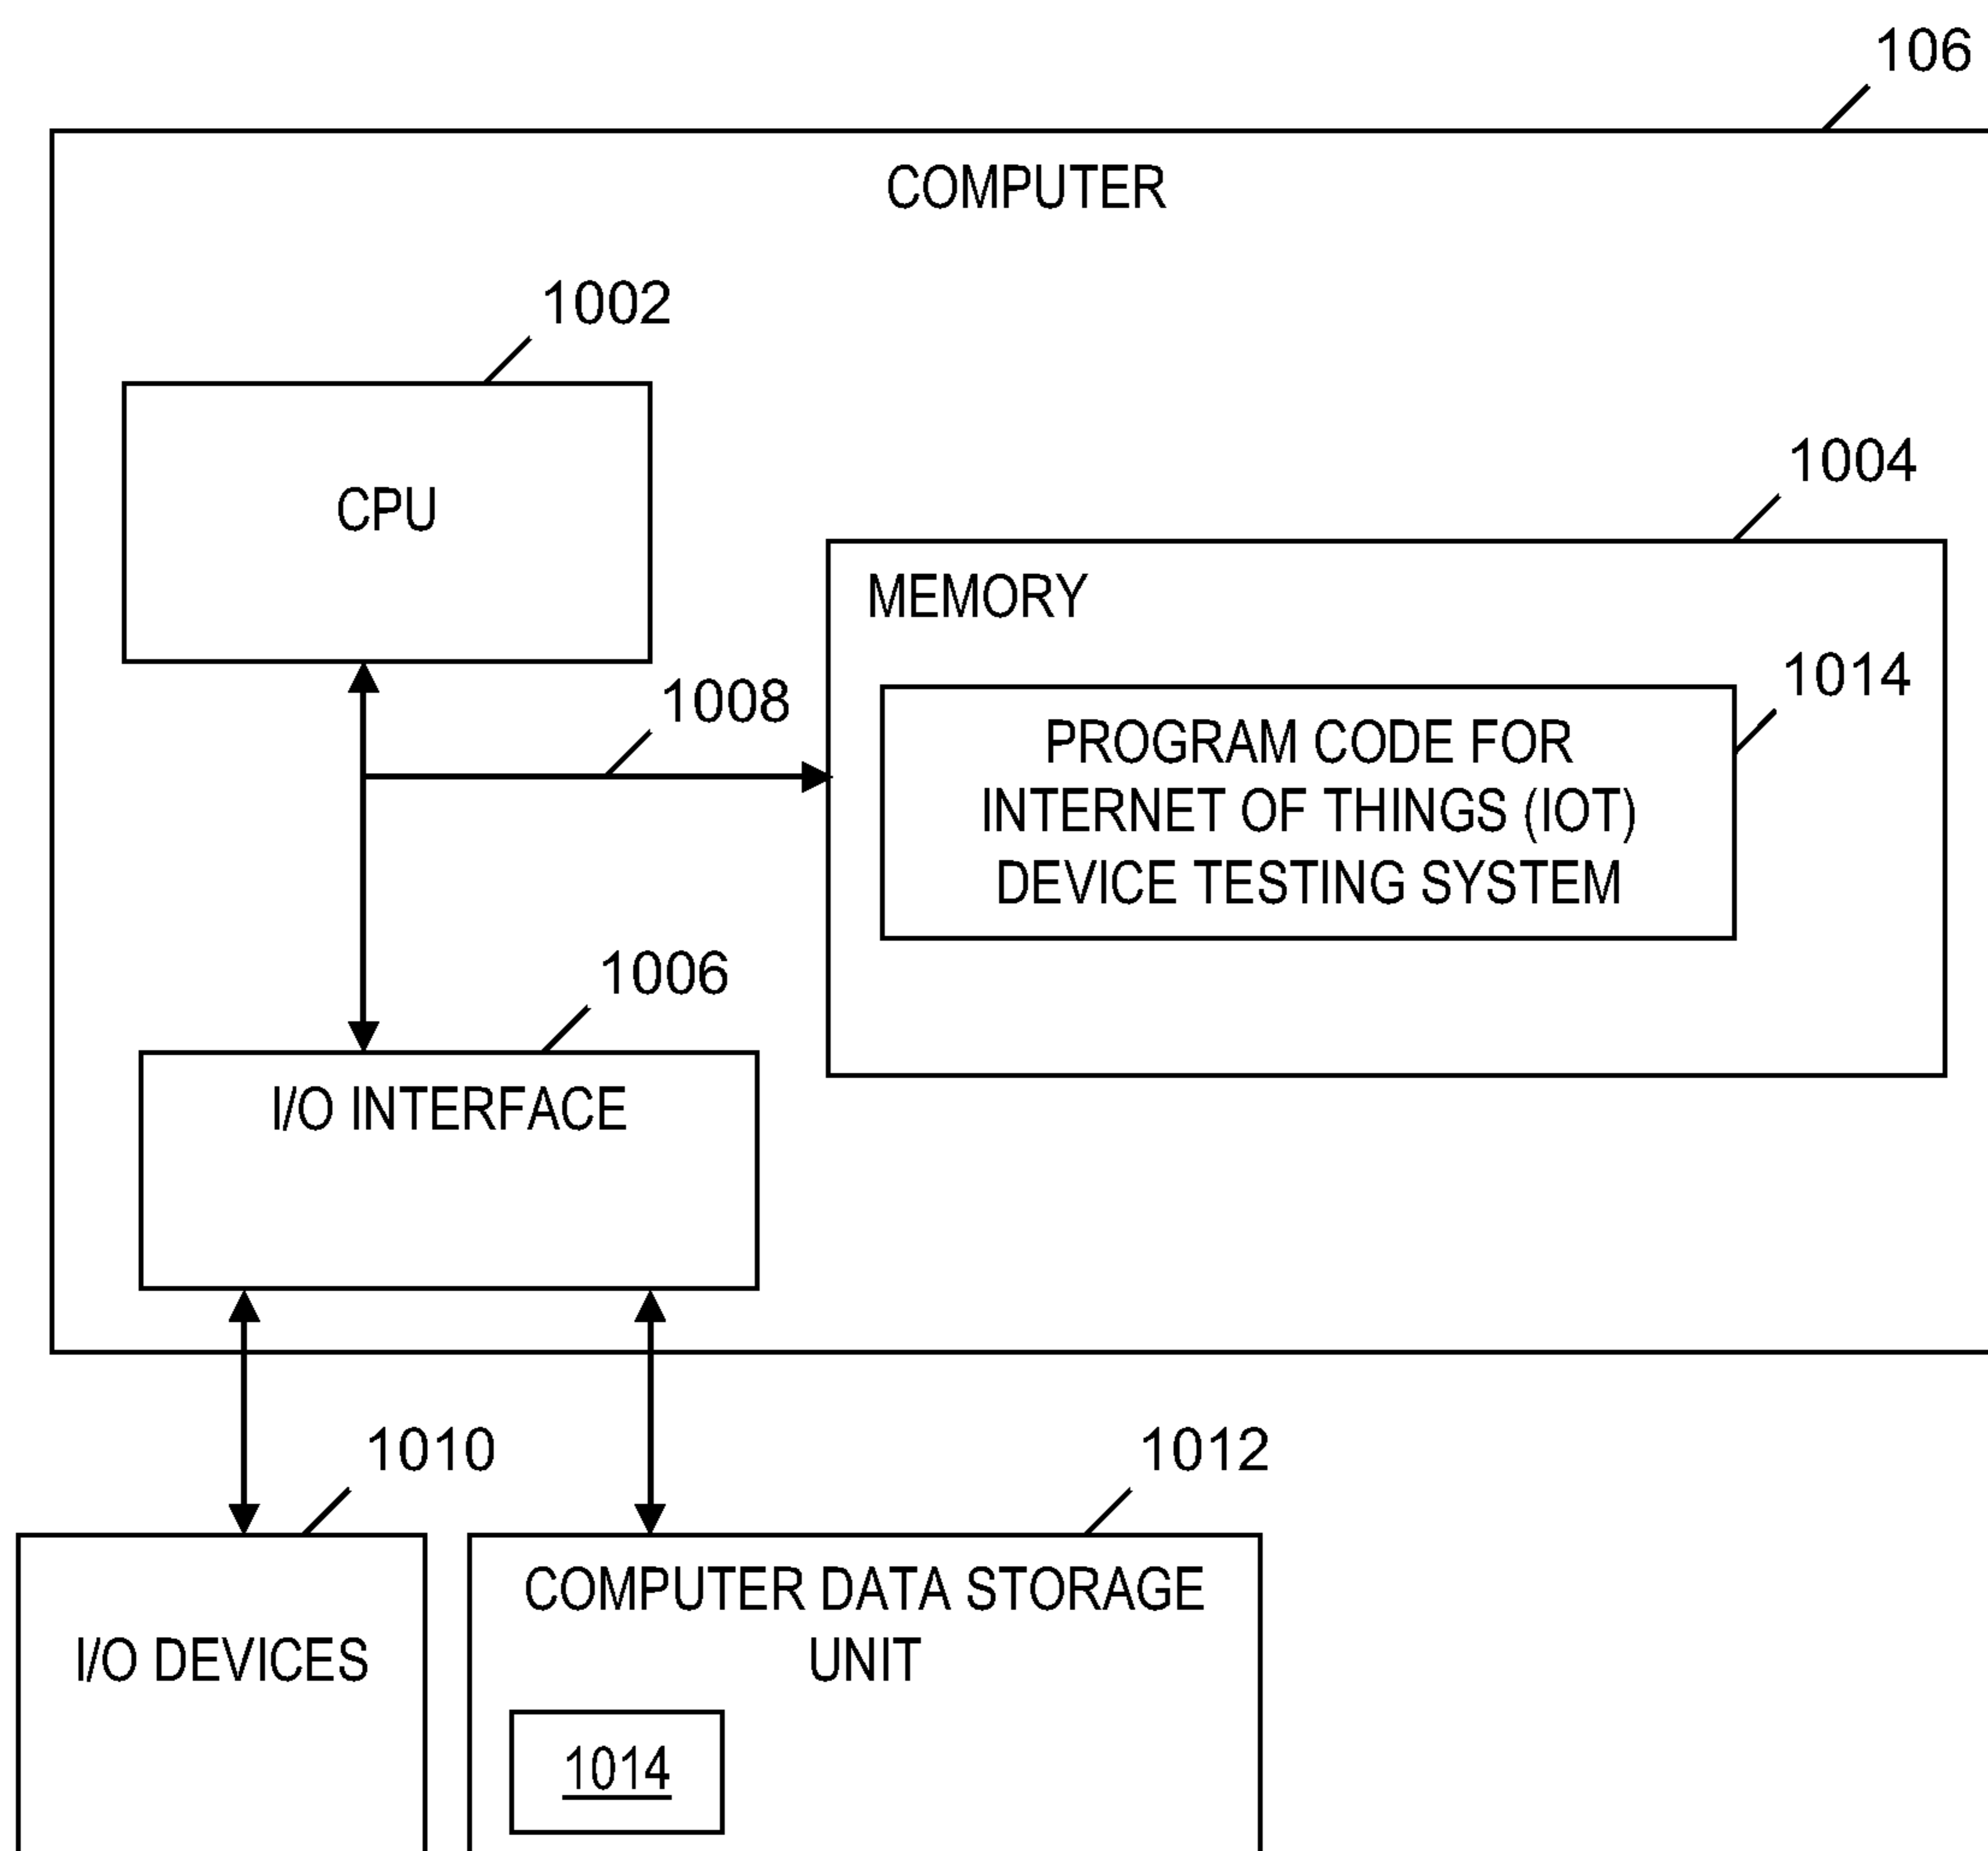 106
COMPUTER
1002
CPU
1004
MEMORY
1008
1014
PROGRAM CODE FOR
INTERNET OF THINGS (IOT)
DEVICE TESTING SYSTEM
1006
I/O INTERFACE
1010
1012
I/O DEVICES
COMPUTER DATA STORAGE
UNIT
1014